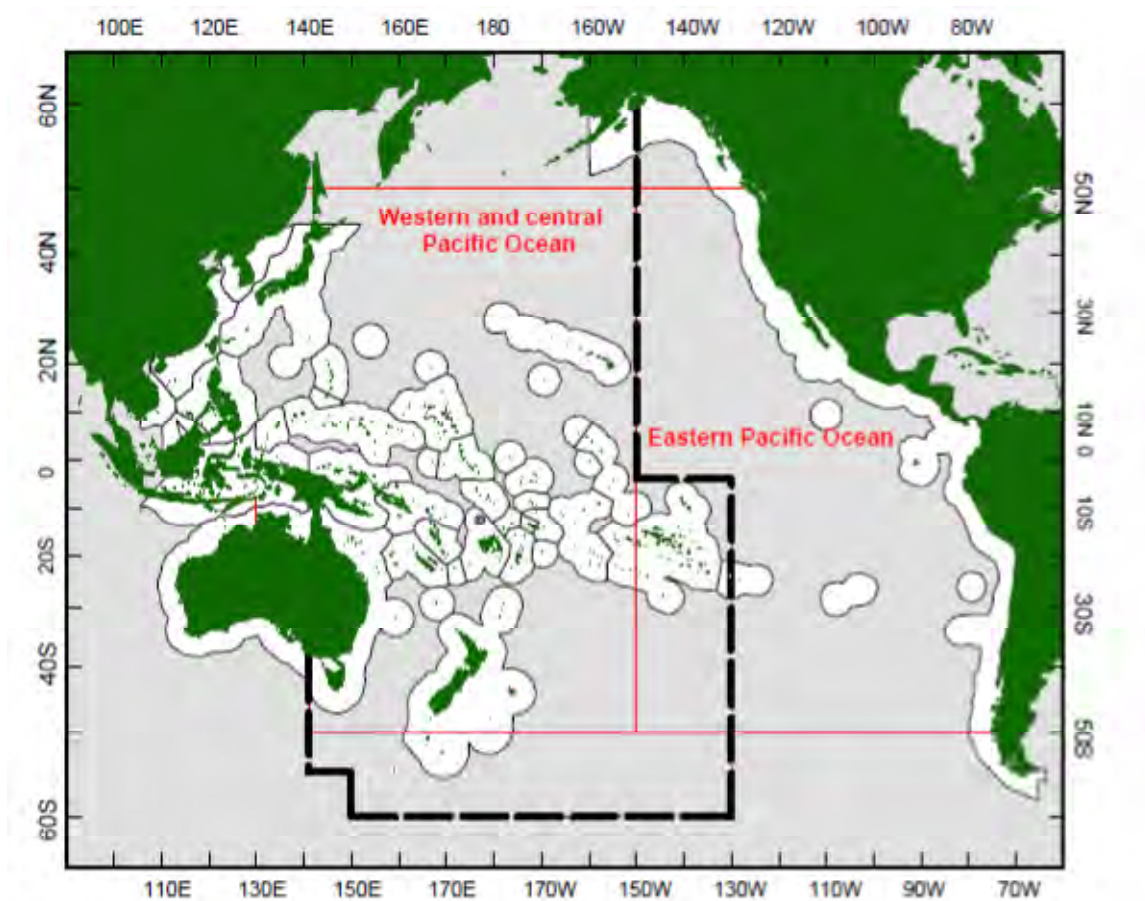 100E 120E 140E 160E 180 160W 140W 120W 100W 80W
60N
50N
Western and central
Pacific Ocean
40N
30N
20N
10N
Eastern Pacific Ocean
0
0
10S
20S
30S
40S
50S
60S
110E 130E 150E 170E 170W 150W 130W 110W 90W 70W